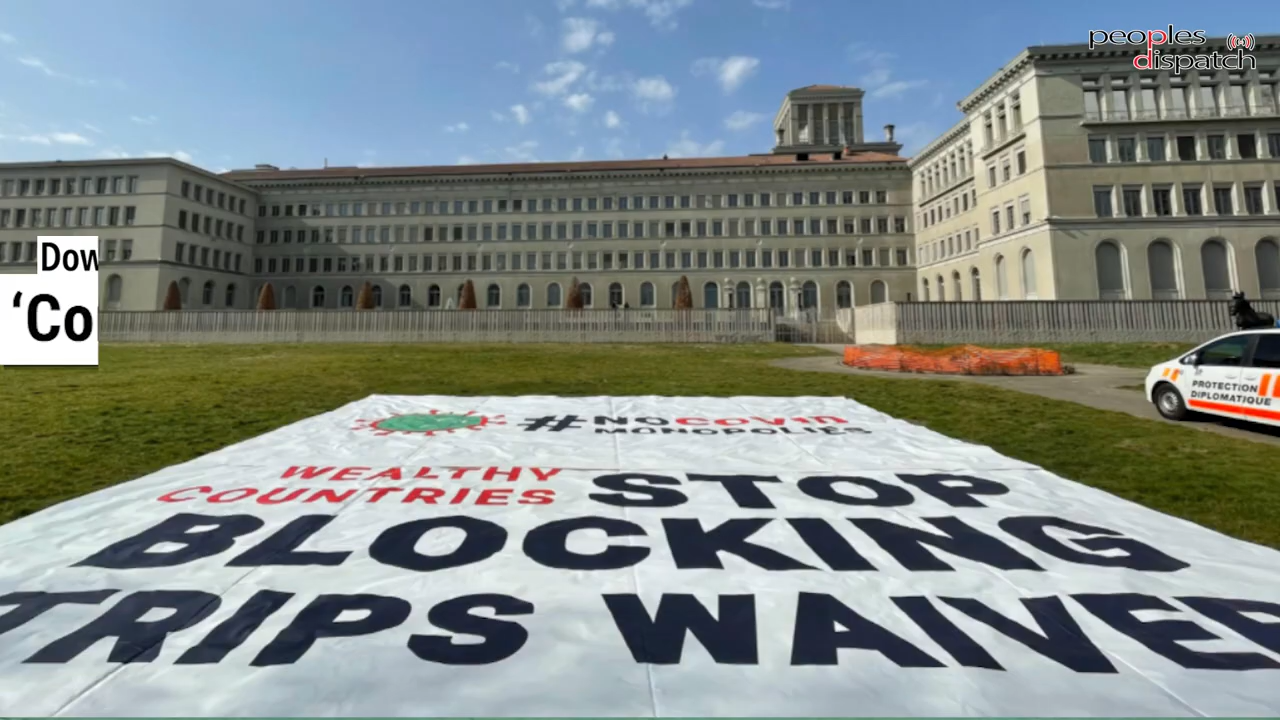 peoples
dispatch
Dow
‘Co
PROTECTION
DIPLOMATIQUE
#NOCOVID
MONOPOLIES
WEALTHY
COUNTRIES STOP
BLOCKING
TRIPS WAIVER